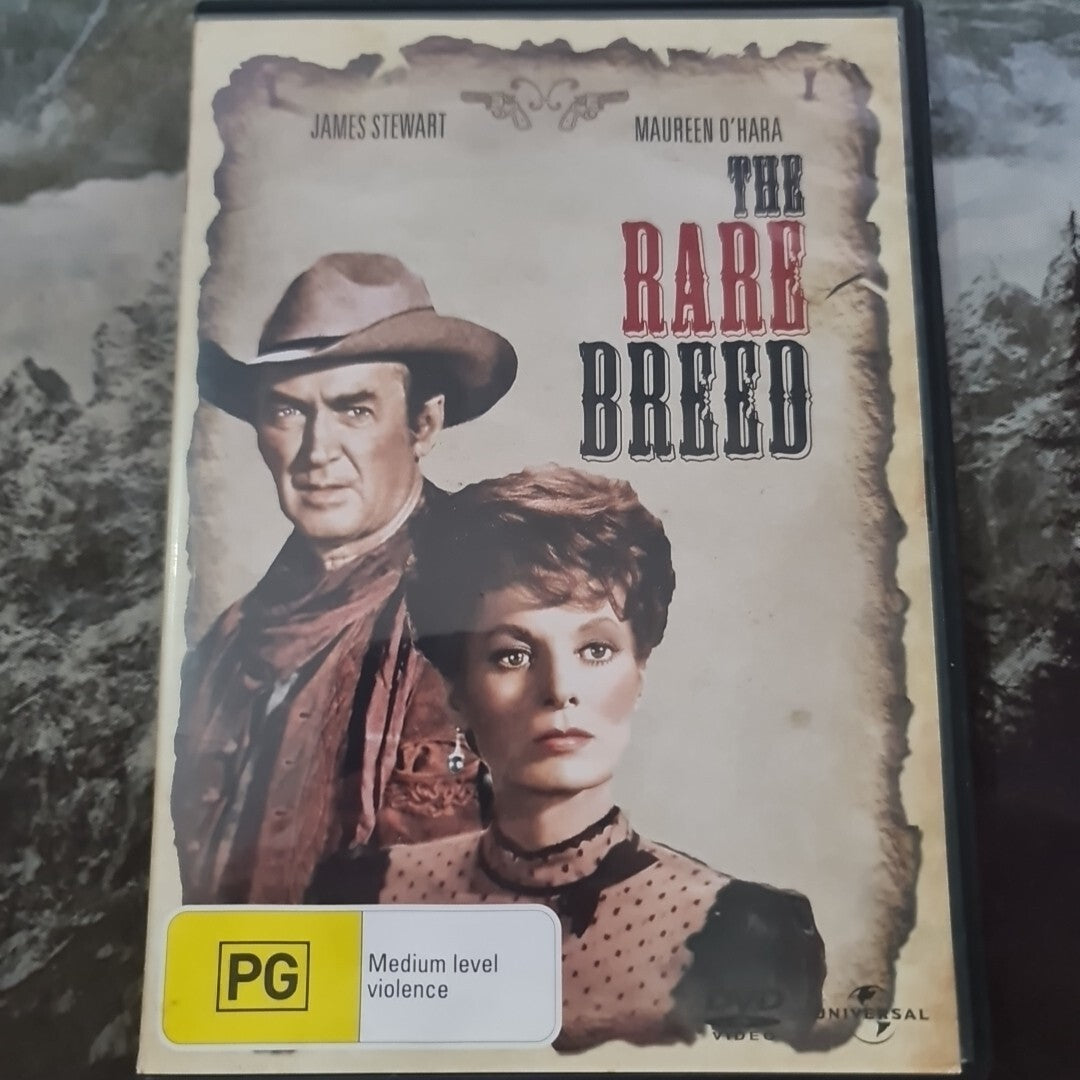 JAMES STEWART
MAUREEN O'HARA
THE
RARE
BREED
PG
Medium level
violence
DVD
VIDEO
UNIVERSAL